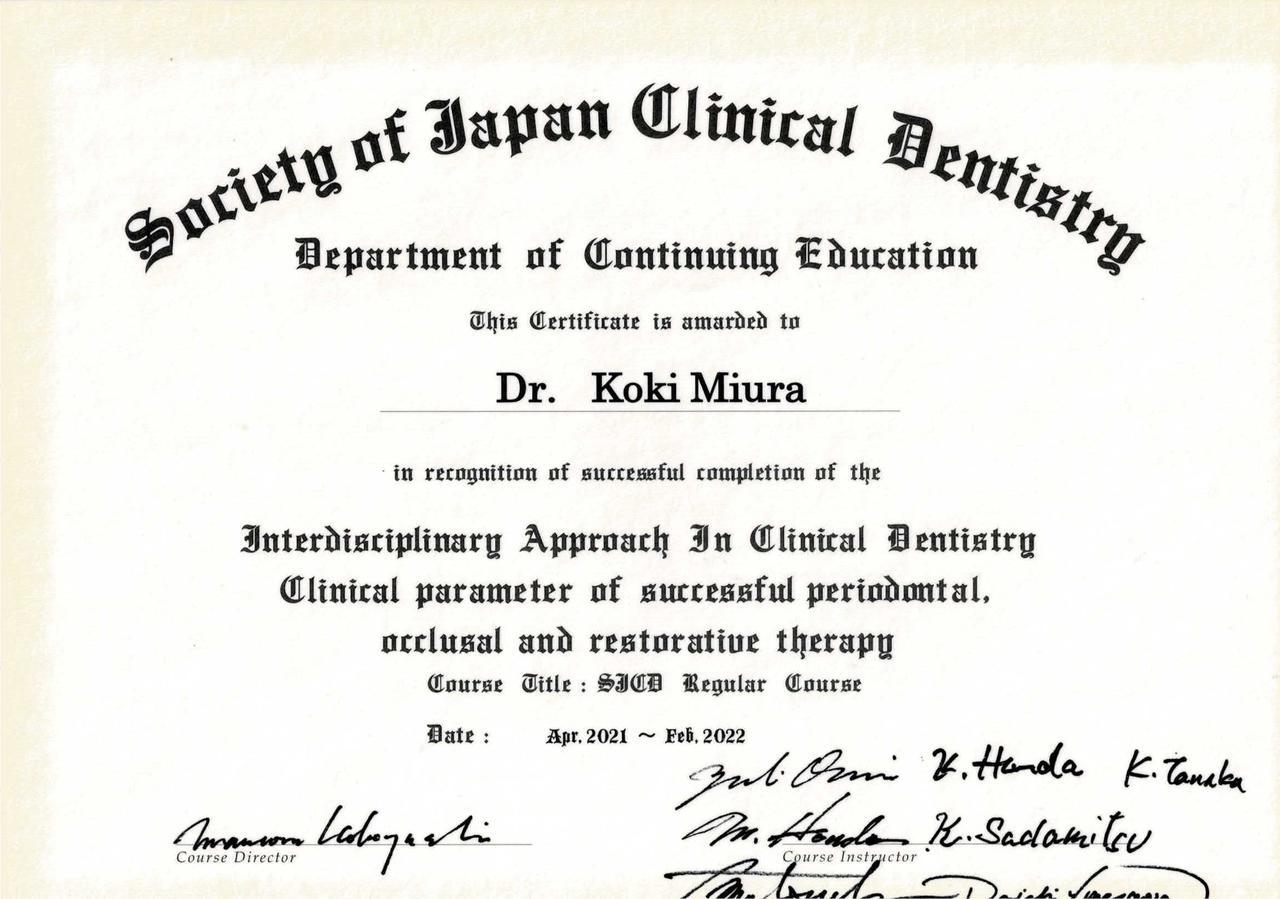 Society of Japan Clinical Dentistry
Department of Continuing Education
This Certificate is amarded to
Dr. Koki Miura
in recognition of successful completion of the
Interdisciplinary Approach In Clinical Dentistry
Clinical parameter of successful periodontal,
occlusal and restorative therapy
Course Title : SJCD Regular Course
Date : Apr. 2021 ~ Feb. 2022
K. Handa K. Tanaka
M. Handa K. Sadamitsu
Course Director
Course Instructor